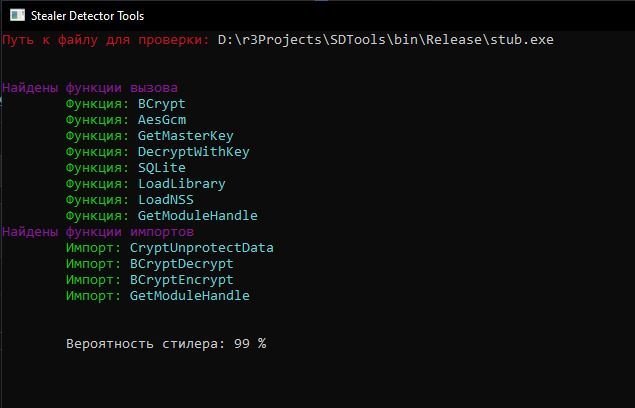 Stealer Detector Tools
Путь к файлу для проверки: D:\r3Projects\SDTools\bin\Release\stub.exe
Найдены функции вызова
Функция: BCrypt
Функция: AesGcm
Функция: GetMasterKey
Функция: DecryptWithKey
Функция: SQLite
Функция: LoadLibrary
Функция: LoadNSS
Функция: GetModuleHandle
Найдены функции импортов
Импорт: CryptUnprotectData
Импорт: BCryptDecrypt
Импорт: BCryptEncrypt
Импорт: GetModuleHandle
Вероятность стилера: 99 %